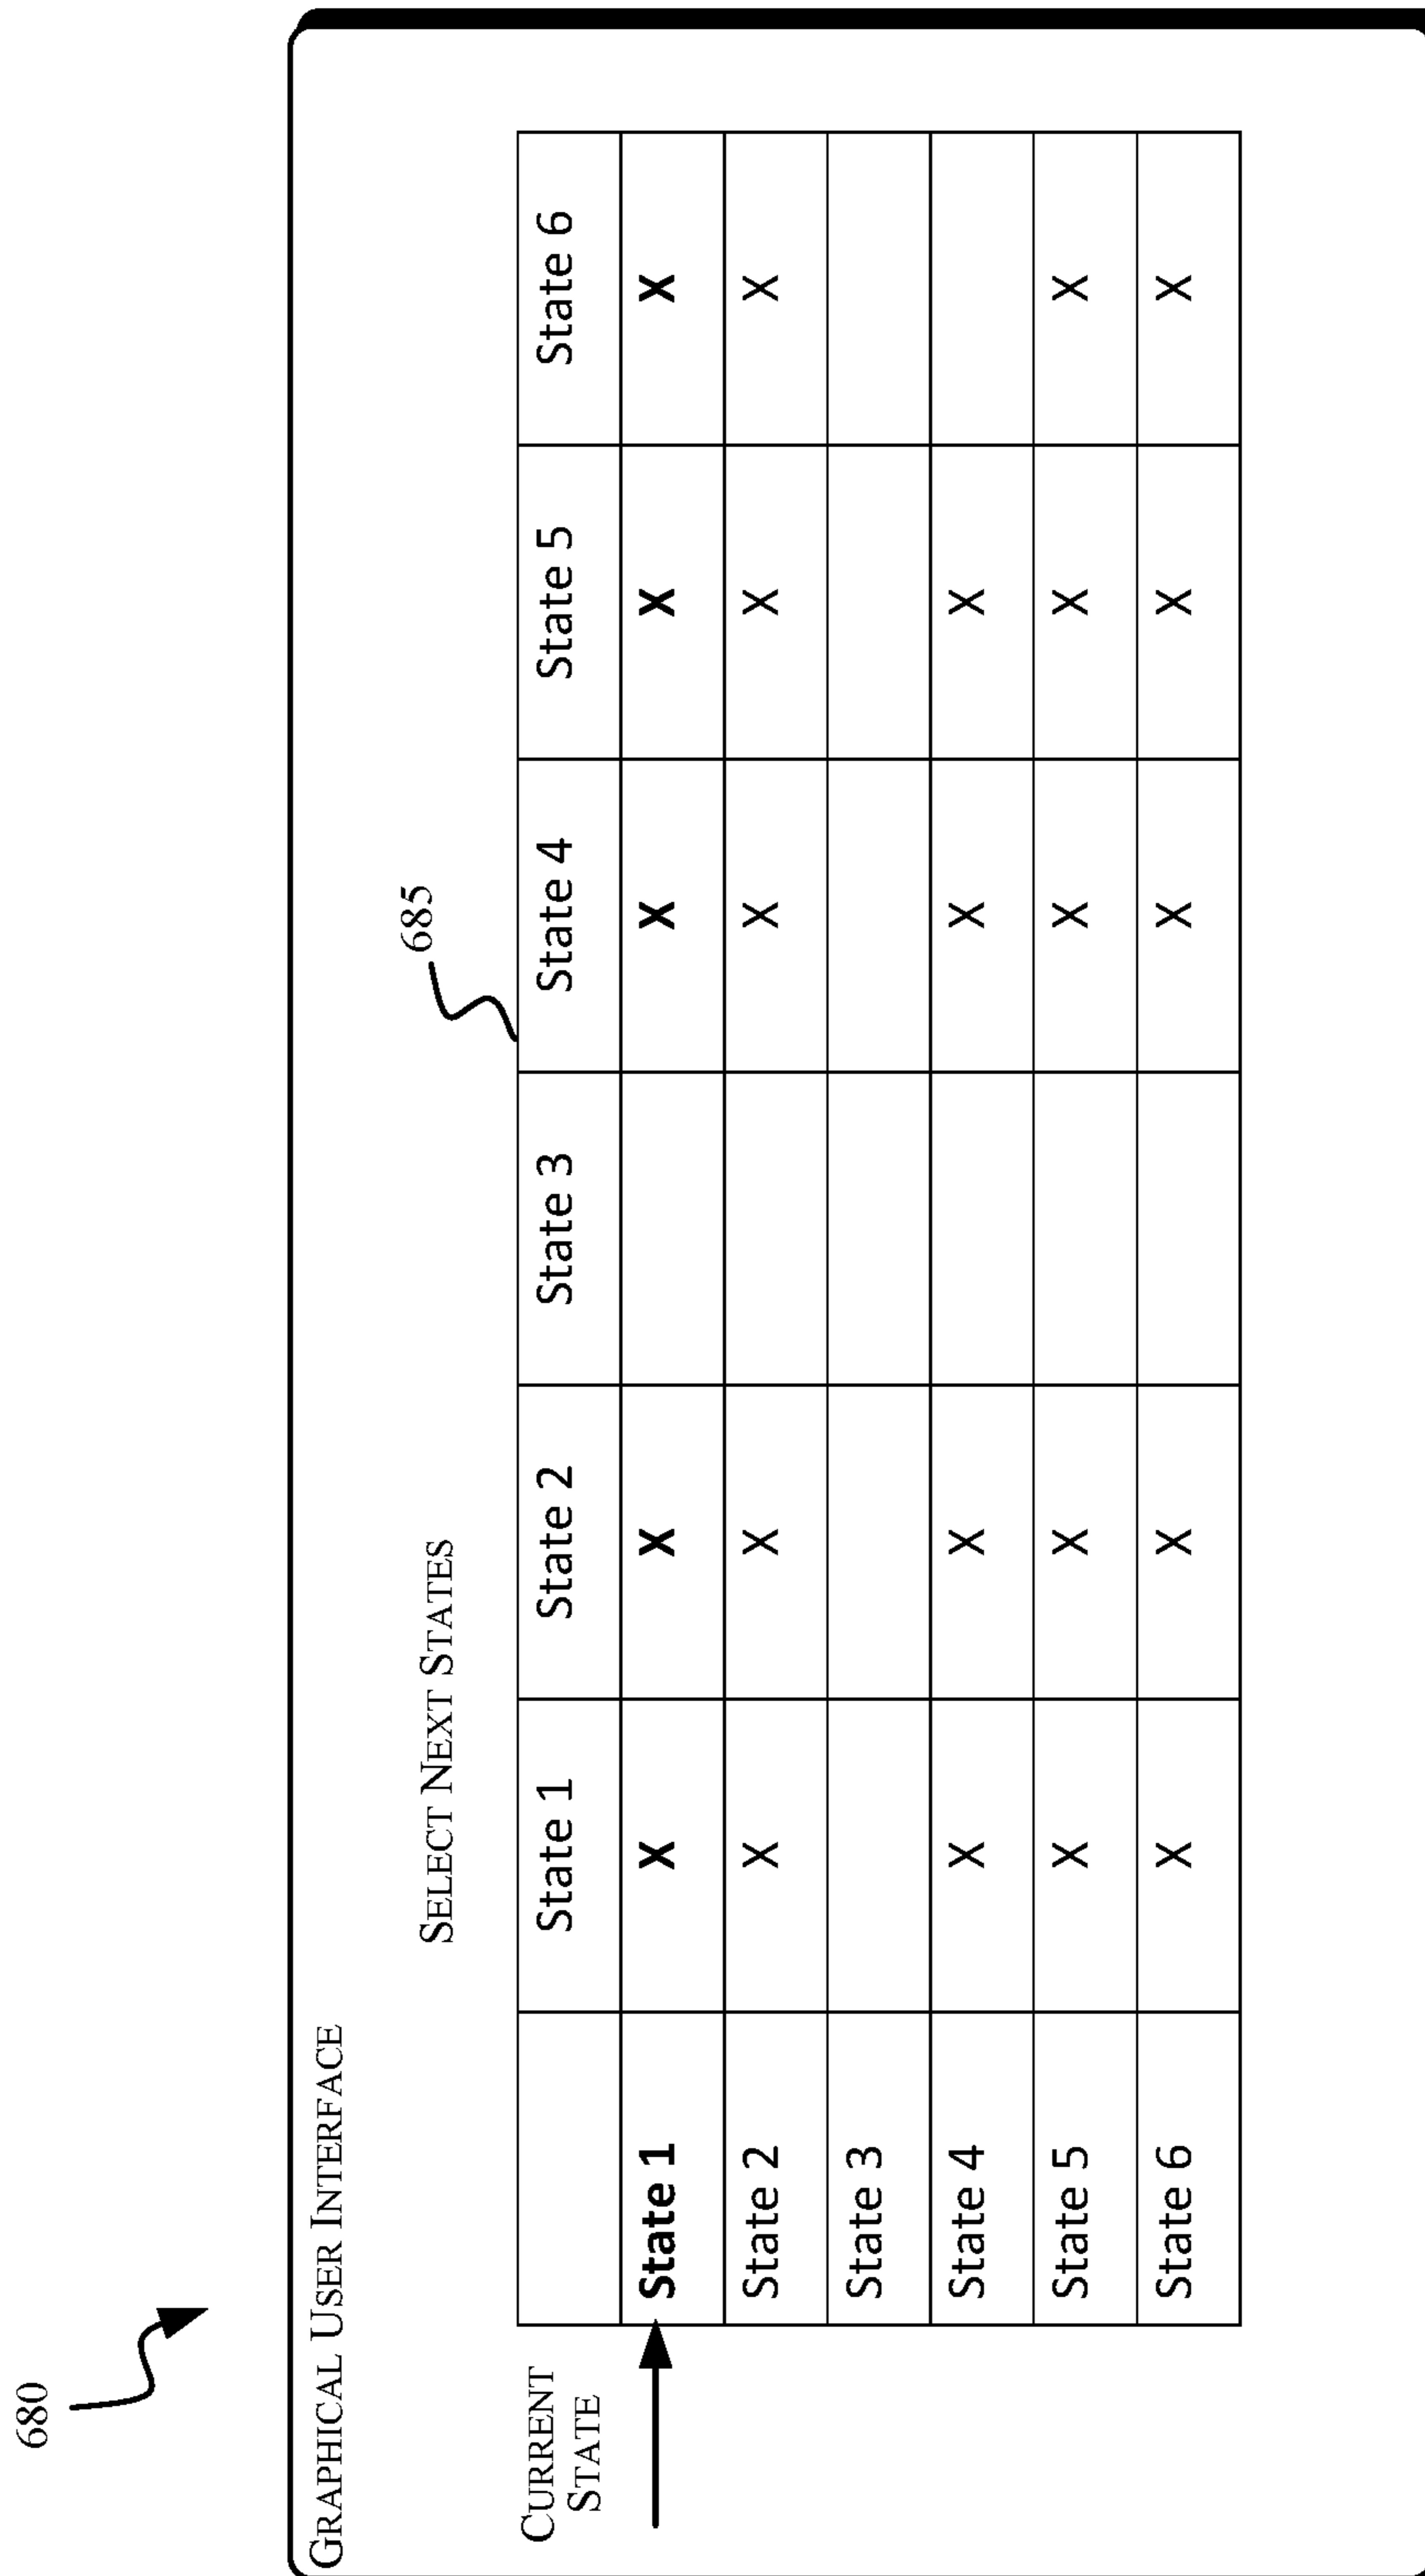 680
GRAPHICAL USER INTERFACE
SELECT NEXT STATES
685
CURRENT
STATE
State 1 State 2 State 3 State 4 State 5 State 6
State 1 X X X X X
State 2 X X X X X
State 3
State 4 X X X X
State 5 X X X X X
State 6 X X X X X